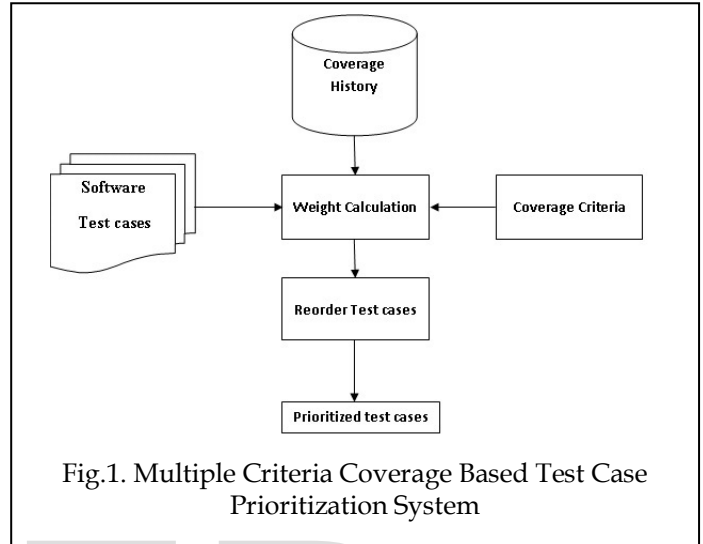 Coverage
History
Software
Test cases
Weight Calculation
Coverage Criteria
Reorder Test cases
Prioritized test cases
Fig.1. Multiple Criteria Coverage Based Test Case
Prioritization System